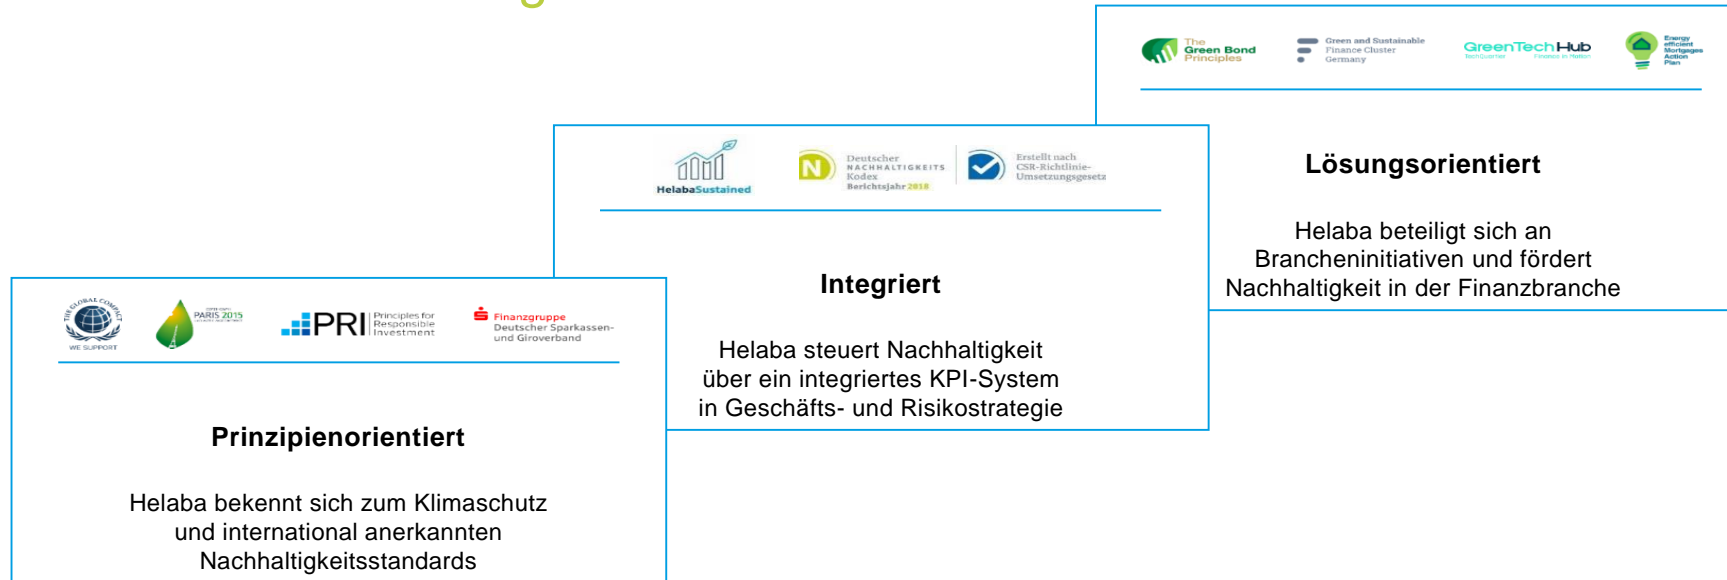 The
Green Bond
Principles
Green and Sustainable
Finance Cluster
Germany
GreenTechHub
TechQuartier
Energy
efficient
Mortgages
Action
Plan
Lösungsorientiert
Helaba beteiligt sich an
Brancheninitiativen und fördert
Nachhaltigkeit in der Finanzbranche
HelabaSustained
N
Deutscher
NACHHALTIGKEITS
Kodex
Berichtsjahr 2018
Erstellt nach
CSR-Richtlinie-
Umsetzungsgesetz
Integriert
Helaba steuert Nachhaltigkeit
über ein integriertes KPI-System
in Geschäfts- und Risikostrategie
THE GLOBAL COMPACT
WE SUPPORT
PARIS 2015
PRI
Principles for
Responsible
Investment
Finanzgruppe
Deutscher Sparkassen-
und Giroverband
Prinzipienorientiert
Helaba bekennt sich zum Klimaschutz
und international anerkannten
Nachhaltigkeitsstandards